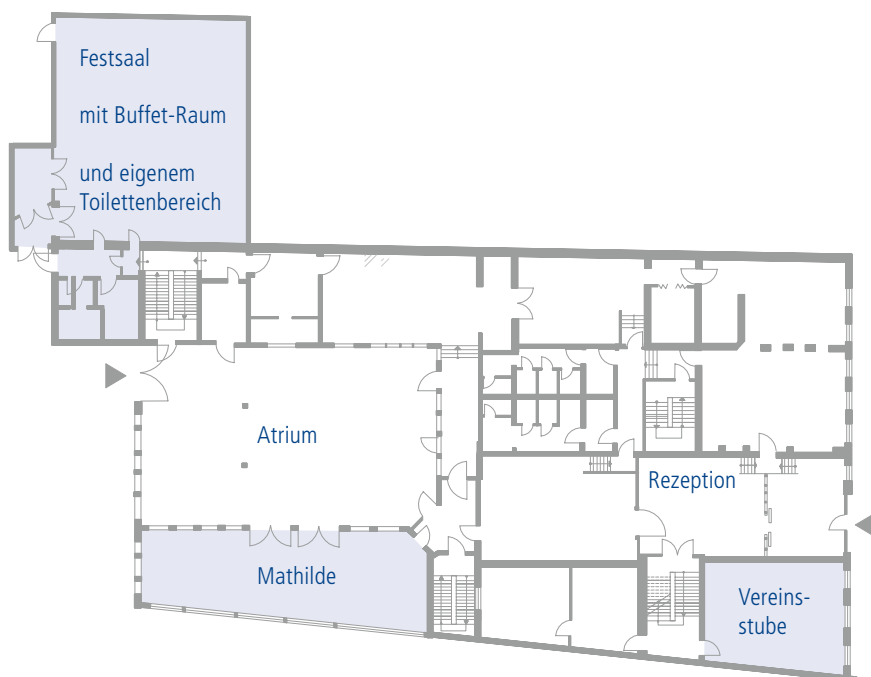 Festsaal
mit Buffet-Raum
und eigenem
Toilettenbereich
Atrium
Rezeption
Mathilde
Vereins-
stube